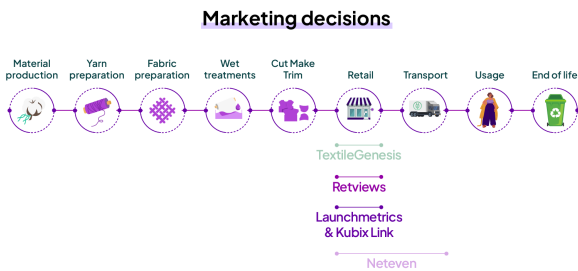 Marketing decisions
Material
production
Yarn
preparation
Fabric
preparation
Wet
treatments
Cut Make
Trim
Retail
Transport
Usage
End of life
TextileGenesis
Retviews
Launchmetrics
& Kubix Link
Neteven